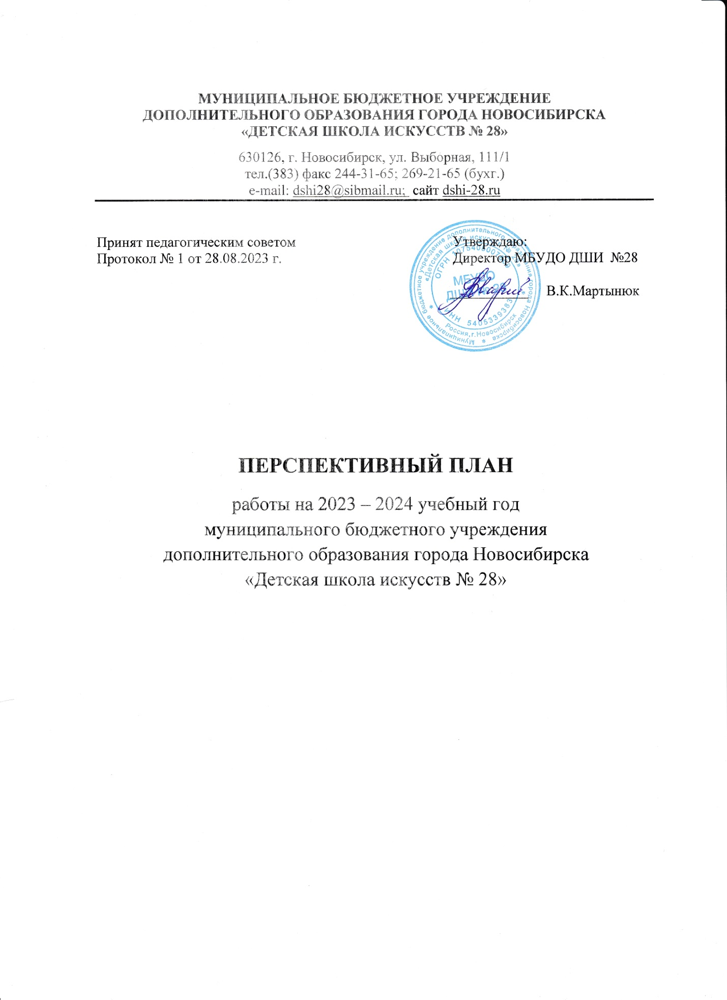 МУНИЦИПАЛЬНОЕ БЮДЖЕТНОЕ УЧРЕЖДЕНИЕ
ДОПОЛНИТЕЛЬНОГО ОБРАЗОВАНИЯ ГОРОДА НОВОСИБИРСКА
«ДЕТСКАЯ ШКОЛА ИСКУССТВ № 28»
630126, г. Новосибирск, ул. Выборная, 111/1
тел.(383) факс 244-31-65; 269-21-65 (бухг.)
e-mail: dshi28@sibmail.ru; сайт dshi-28.ru
Принят педагогическим советом
Протокол № 1 от 28.08.2023 г.
Утверждаю:
Директор МБУДО ДШИ №28
В.К.Мартынюк
Муниципальное бюджетное учреждение дополнительного образования города Новосибирска
«Детская школа искусств № 28»
ОГРН
МБУДО
ДШИ № 28
ИНН 5405339383
Россия,г.Новосибирск
ПЕРСПЕКТИВНЫЙ ПЛАН
работы на 2023 – 2024 учебный год
муниципального бюджетного учреждения
дополнительного образования города Новосибирска
«Детская школа искусств № 28»